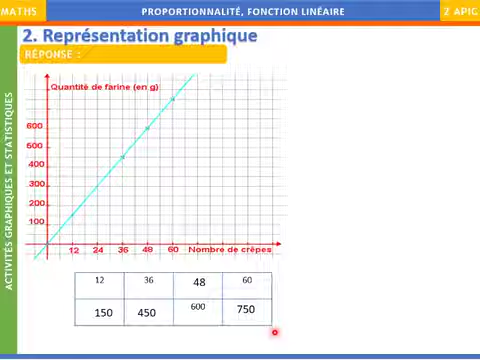 MATHS
PROPORTIONNALITÉ, FONCTION LINÉAIRE
2 APIG
2. Représentation graphique
RÉPONSE :
ACTIVITÉS GRAPHIQUES ET STATISTIQUES
Quantité de farine (en g)
600
500
400
300
200
100
12 24 36 48 60 Nombre de crêpes
12 36 48 60
150 450 600 750